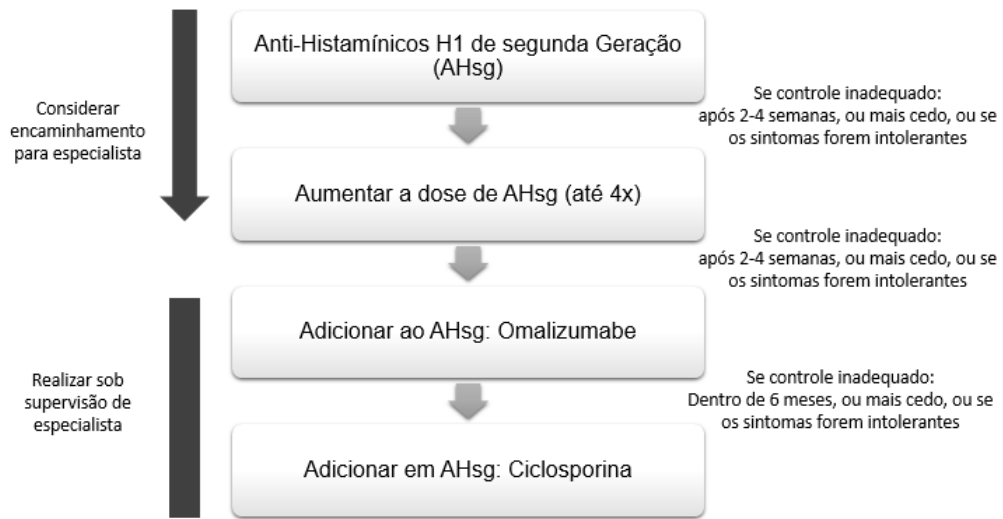 Anti-Histamínicos H1 de segunda Geração
(AHsg)
Considerar
encaminhamento
para especialista
Se controle inadequado:
após 2-4 semanas, ou mais cedo, ou se
os sintomas forem intolerantes
Aumentar a dose de AHsg (até 4x)
Se controle inadequado:
após 2-4 semanas, ou mais cedo, ou se
os sintomas forem intolerantes
Adicionar ao AHsg: Omalizumabe
Realizar sob
supervisão de
especialista
Se controle inadequado:
Dentro de 6 meses, ou mais cedo, ou se
os sintomas forem intolerantes
Adicionar em AHsg: Ciclosporina